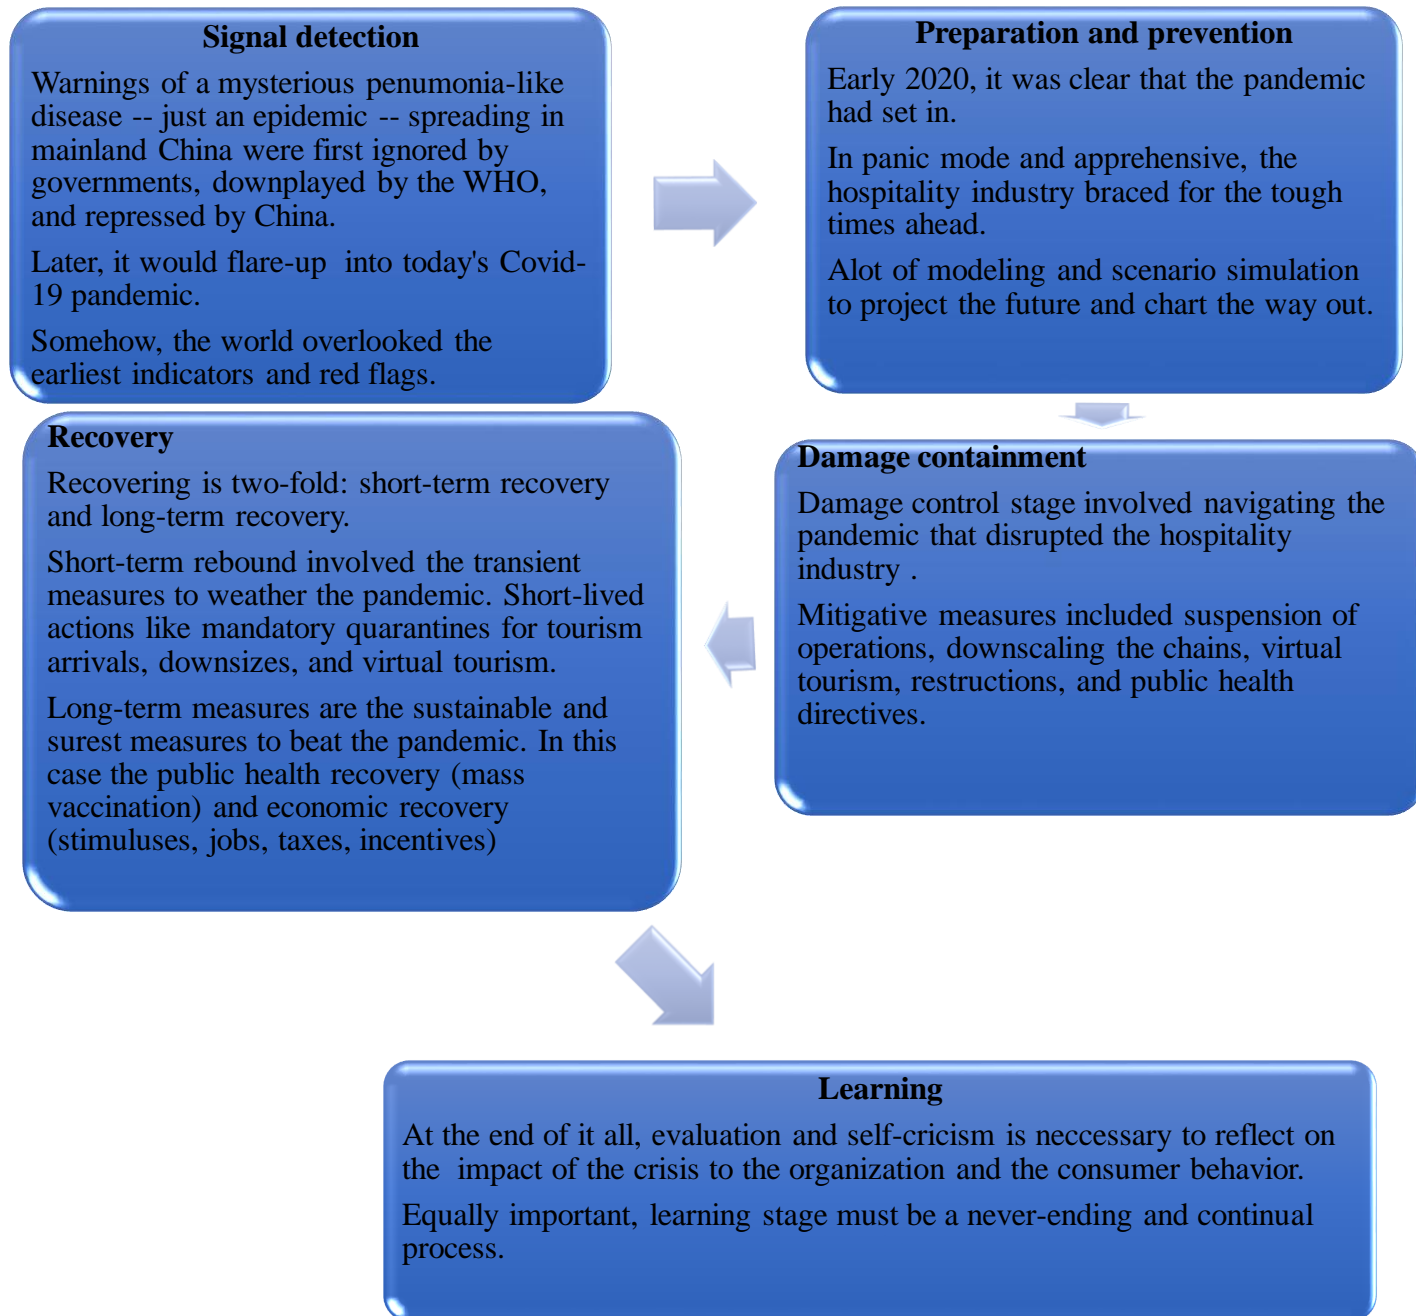 Signal detection
Warnings of a mysterious penumonia-like
disease -- just an epidemic -- spreading in
mainland China were first ignored by
governments, downplayed by the WHO,
and repressed by China.
Later, it would flare-up  into today's Covid-
19 pandemic.
Somehow, the world overlooked the
earliest indicators and red flags.
Preparation and prevention
Early 2020, it was clear that the pandemic
had set in.
In panic mode and apprehensive, the
hospitality industry braced for the tough
times ahead.
Alot of modeling and scenario simulation
to project the future and chart the way out.
Damage containment
Damage control stage involved navigating the
pandemic that disrupted the hospitality
industry .
Mitigative measures included suspension of
operations, downscaling the chains, virtual
tourism, restructions, and public health
directives.
Recovery
Recovering is two-fold: short-term recovery
and long-term recovery.
Short-term rebound involved the transient
measures to weather the pandemic. Short-lived
actions like mandatory quarantines for tourism
arrivals, downsizes, and virtual tourism.
Long-term measures are the sustainable and
surest measures to beat the pandemic. In this
case the public health recovery (mass
vaccination) and economic recovery
(stimuluses, jobs, taxes, incentives)
Learning
At the end of it all, evaluation and self-cricism is neccessary to reflect on
the  impact of the crisis to the organization and the consumer behavior.
Equally important, learning stage must be a never-ending and continual
process.